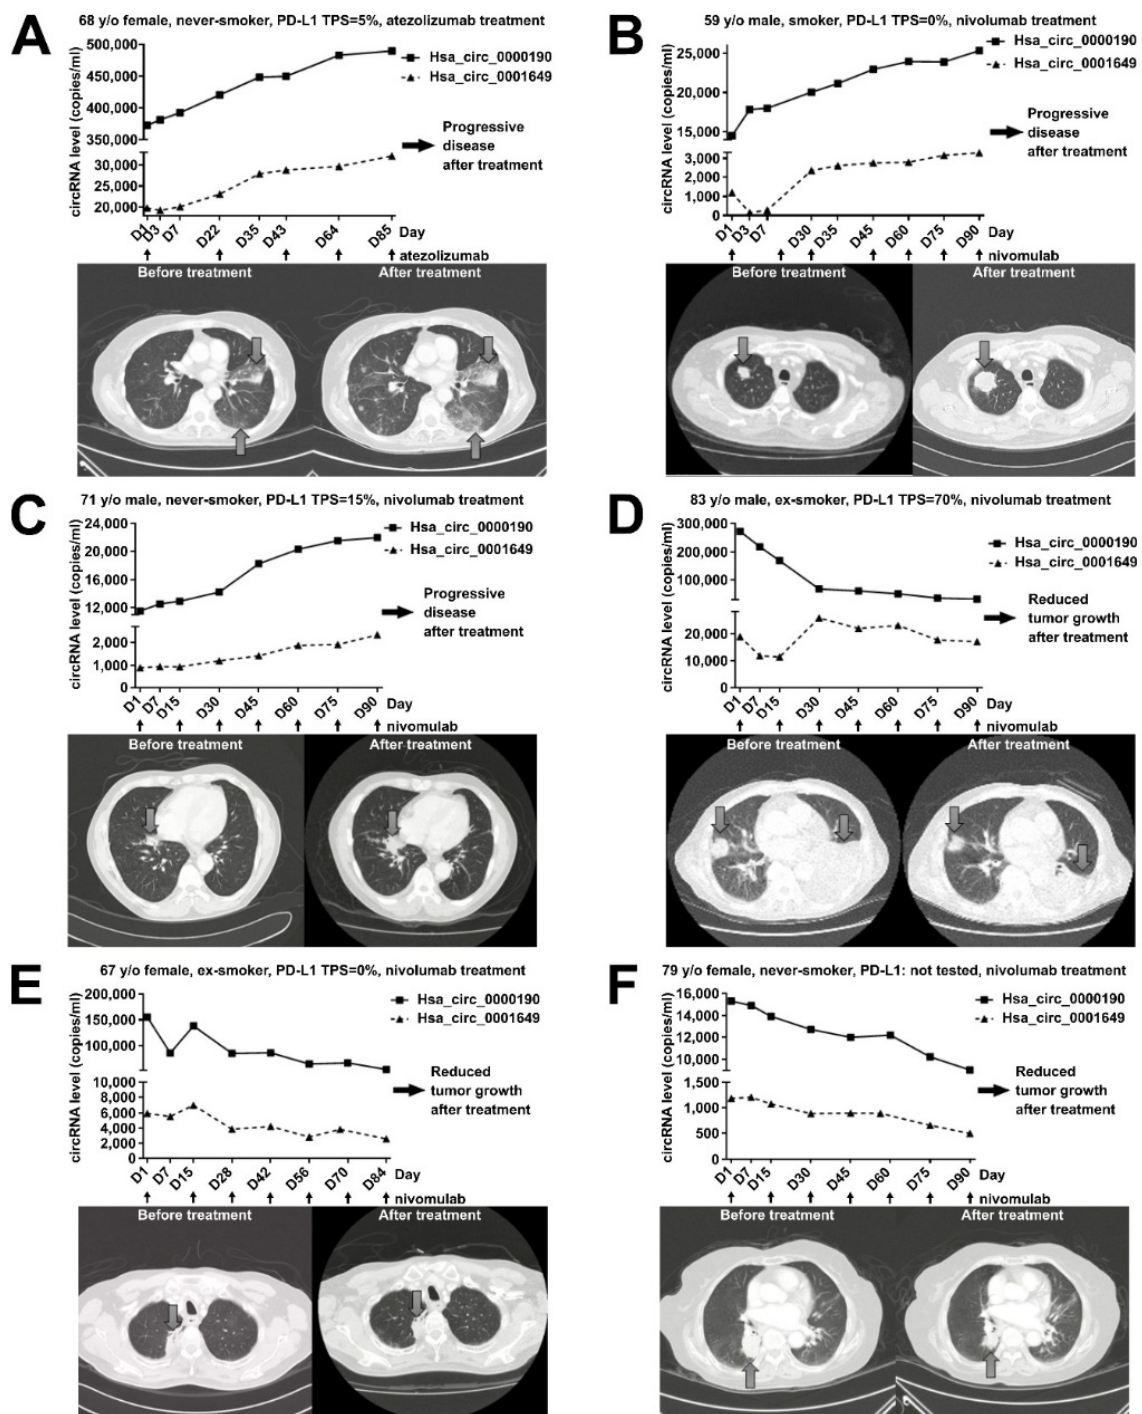 A
68 y/o female, never-smoker, PD-L1 TPS=5%, atezolizumab treatment
circRNA level (copies/ml)
500,000
450,000
400,000
350,000
30,000
25,000
20,000
Hsa_circ_0000190
Hsa_circ_0001649
Progressive
disease
after treatment
D1 D3 D7 D22 D35 D43 D64 D85 Day
atezolizumab
Before treatment
After treatment
B
59 y/o male, smoker, PD-L1 TPS=0%, nivolumab treatment
circRNA level (copies/ml)
25,000
20,000
15,000
3,000
2,000
1,000
0
Hsa_circ_0000190
Hsa_circ_0001649
Progressive
disease
after treatment
D1 D3 D7 D30 D35 D45 D60 D75 D90 Day
nivomulab
Before treatment
After treatment
C
71 y/o male, never-smoker, PD-L1 TPS=15%, nivolumab treatment
circRNA level (copies/ml)
24,000
20,000
16,000
12,000
2,000
1,000
0
Hsa_circ_0000190
Hsa_circ_0001649
Progressive
disease
after treatment
D1 D7 D15 D30 D45 D60 D75 D90 Day
nivomulab
Before treatment
After treatment
D
83 y/o male, ex-smoker, PD-L1 TPS=70%, nivolumab treatment
circRNA level (copies/ml)
300,000
200,000
100,000
20,000
10,000
0
Hsa_circ_0000190
Hsa_circ_0001649
Reduced
tumor growth
after treatment
D1 D7 D15 D30 D45 D60 D75 D90 Day
nivomulab
Before treatment
After treatment
E
67 y/o female, ex-smoker, PD-L1 TPS=0%, nivolumab treatment
circRNA level (copies/ml)
200,000
150,000
100,000
10,000
8,000
6,000
4,000
2,000
0
Hsa_circ_0000190
Hsa_circ_0001649
Reduced
tumor growth
after treatment
D1 D7 D15 D28 D42 D56 D70 D84 Day
nivomulab
Before treatment
After treatment
F
79 y/o female, never-smoker, PD-L1: not tested, nivolumab treatment
circRNA level (copies/ml)
16,000
14,000
12,000
10,000
1,500
1,000
500
0
Hsa_circ_0000190
Hsa_circ_0001649
Reduced
tumor growth
after treatment
D1 D7 D15 D30 D45 D60 D75 D90 Day
nivomulab
Before treatment
After treatment